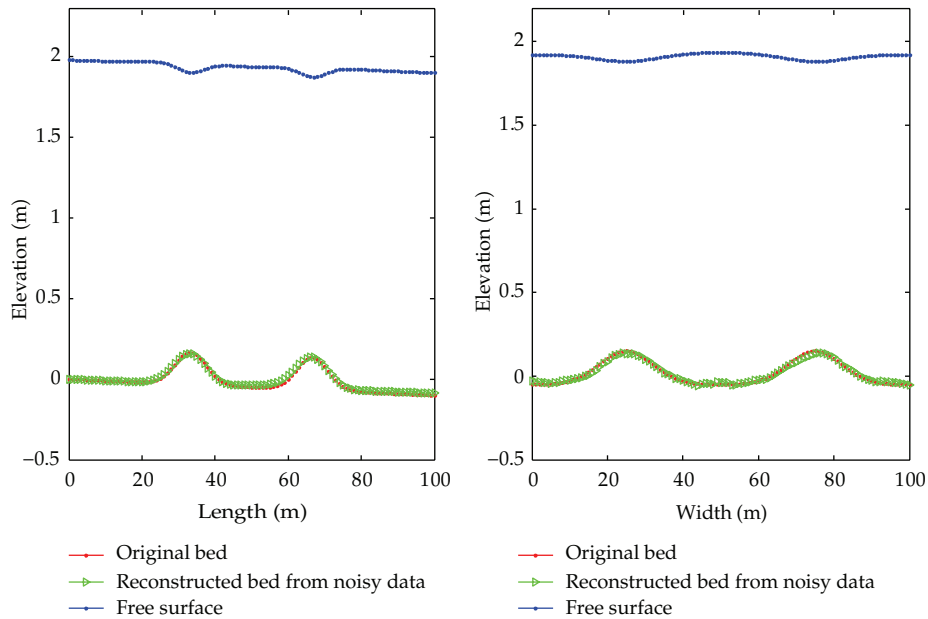 2
1.5
1
0.5
0
−0.5
Elevation (m)
0 20 40 60 80 100
Length (m)
Original bed
Reconstructed bed from noisy data
Free surface
2
1.5
1
0.5
0
−0.5
Elevation (m)
0 20 40 60 80 100
Width (m)
Original bed
Reconstructed bed from noisy data
Free surface